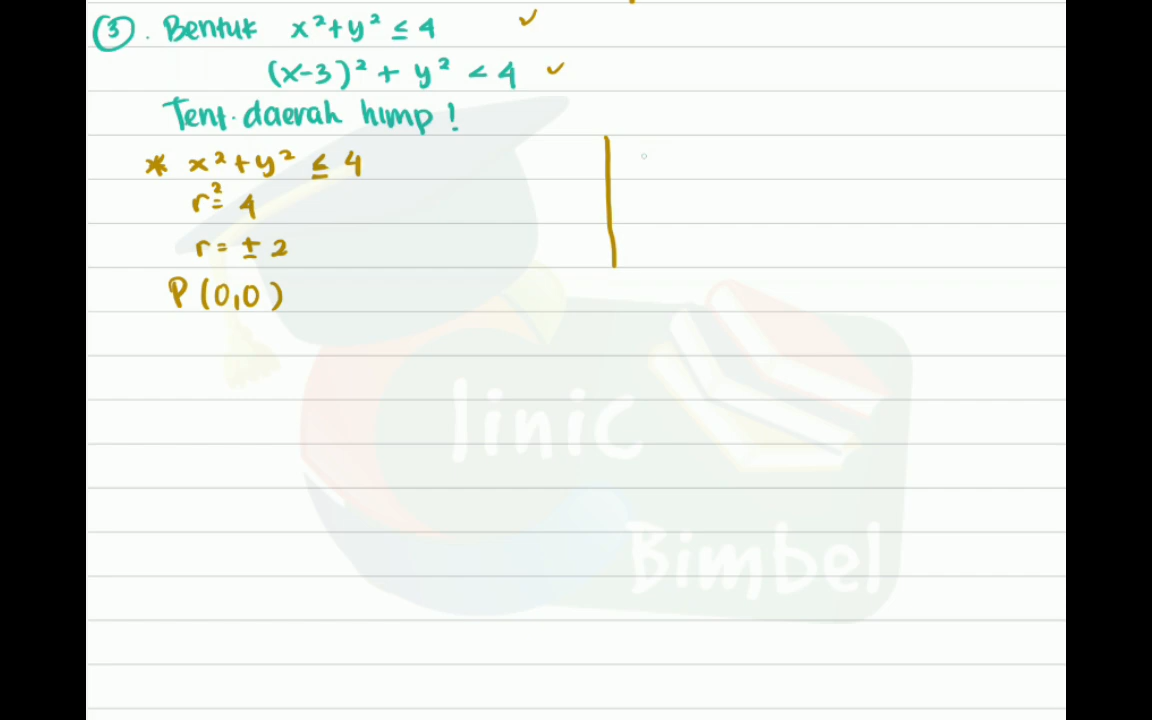 ③. Bentuk x² + y² ≤ 4 ✓
(x-3)² + y² < 4 ✓
Tent. daerah himp!
* x² + y² ≤ 4
r² = 4
r = ± 2
P (0,0)
linic
Bimbel